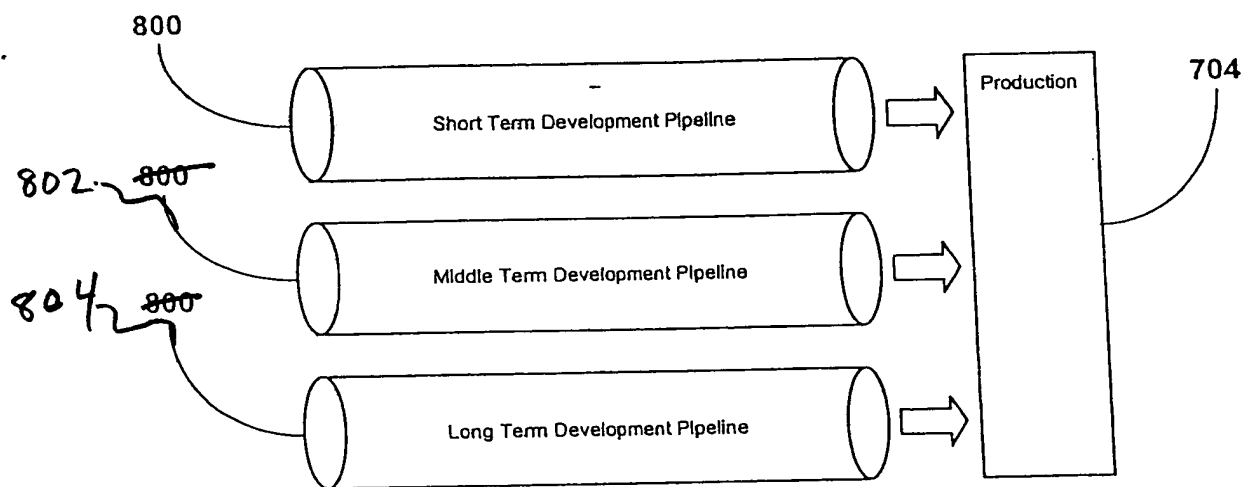 800
704
Production
Short Term Development Pipeline
802 800
Middle Term Development Pipeline
804 800
Long Term Development Pipeline